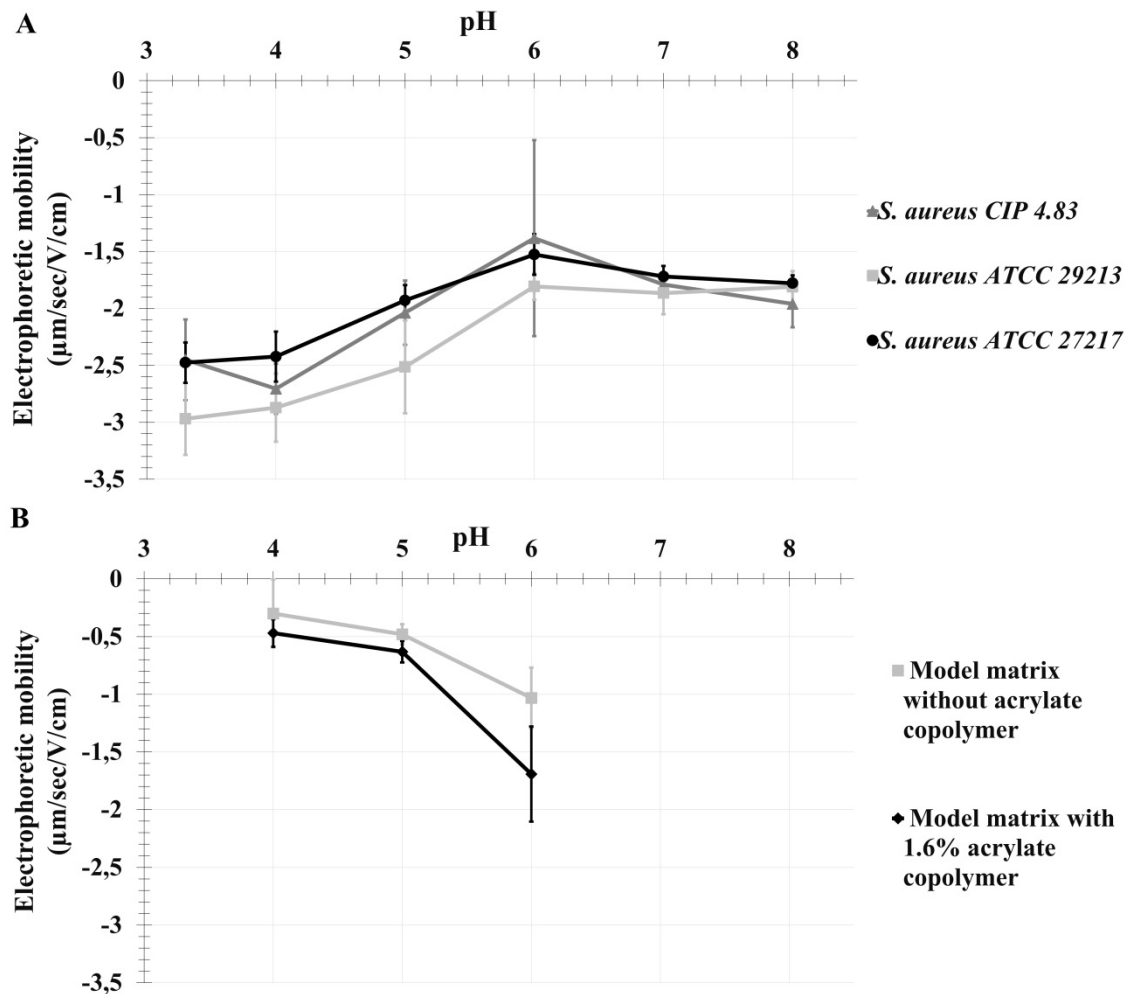 A
pH
3 4 5 6 7 8
0
-0,5
-1
-1,5
-2
-2,5
-3
-3,5
Electrophoretic mobility
(µm/sec/V/cm)
S. aureus CIP 4.83
S. aureus ATCC 29213
S. aureus ATCC 27217
B
pH
3 4 5 6 7 8
0
-0,5
-1
-1,5
-2
-2,5
-3
-3,5
Electrophoretic mobility
(µm/sec/V/cm)
Model matrix
without acrylate
copolymer
Model matrix with
1.6% acrylate
copolymer